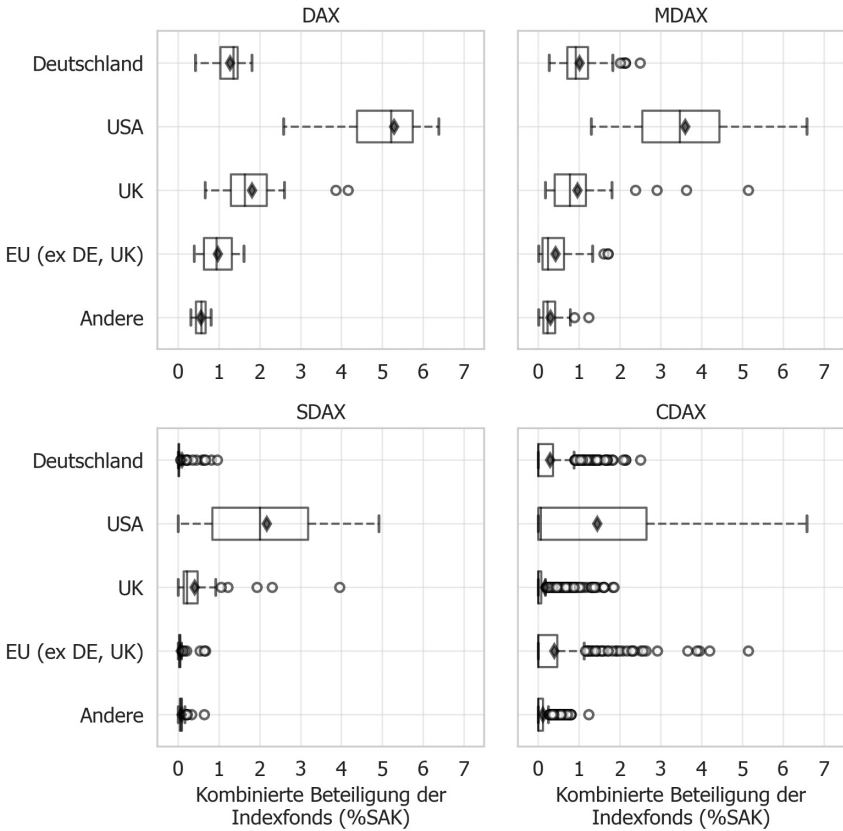 DAX
MDAX
Deutschland
USA
UK
EU (ex DE, UK)
Andere
0 1 2 3 4 5 6 7
0 1 2 3 4 5 6 7
SDAX
CDAX
Deutschland
USA
UK
EU (ex DE, UK)
Andere
0 1 2 3 4 5 6 7
0 1 2 3 4 5 6 7
Kombinierte Beteiligung der
Indexfonds (%SAK)
Kombinierte Beteiligung der
Indexfonds (%SAK)